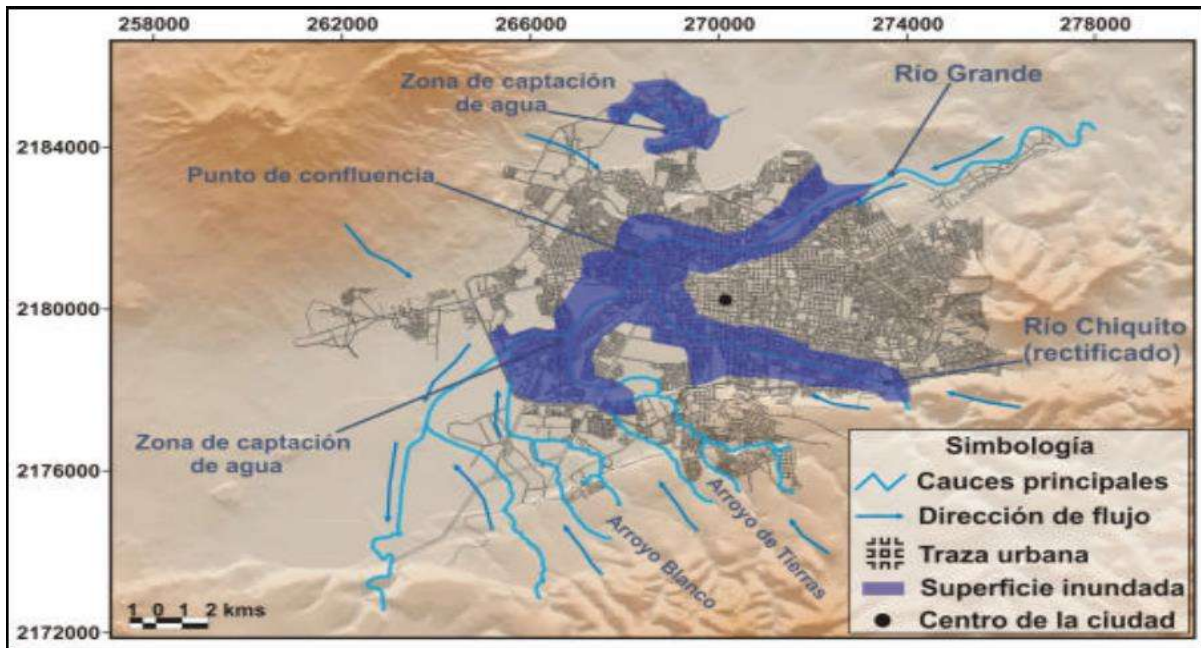 258000 262000 266000 270000 274000 278000
Zona de captación
de agua
Río Grande
2184000
Punto de confluencia
2180000
Río Chiquito
(rectificado)
Zona de captación
de agua
2176000
Arroyo Blanco
Arroyo de Tierras
Simbología
Cauces principales
Dirección de flujo
Traza urbana
Superficie inundada
Centro de la ciudad
1 0 1 2 kms
2172000